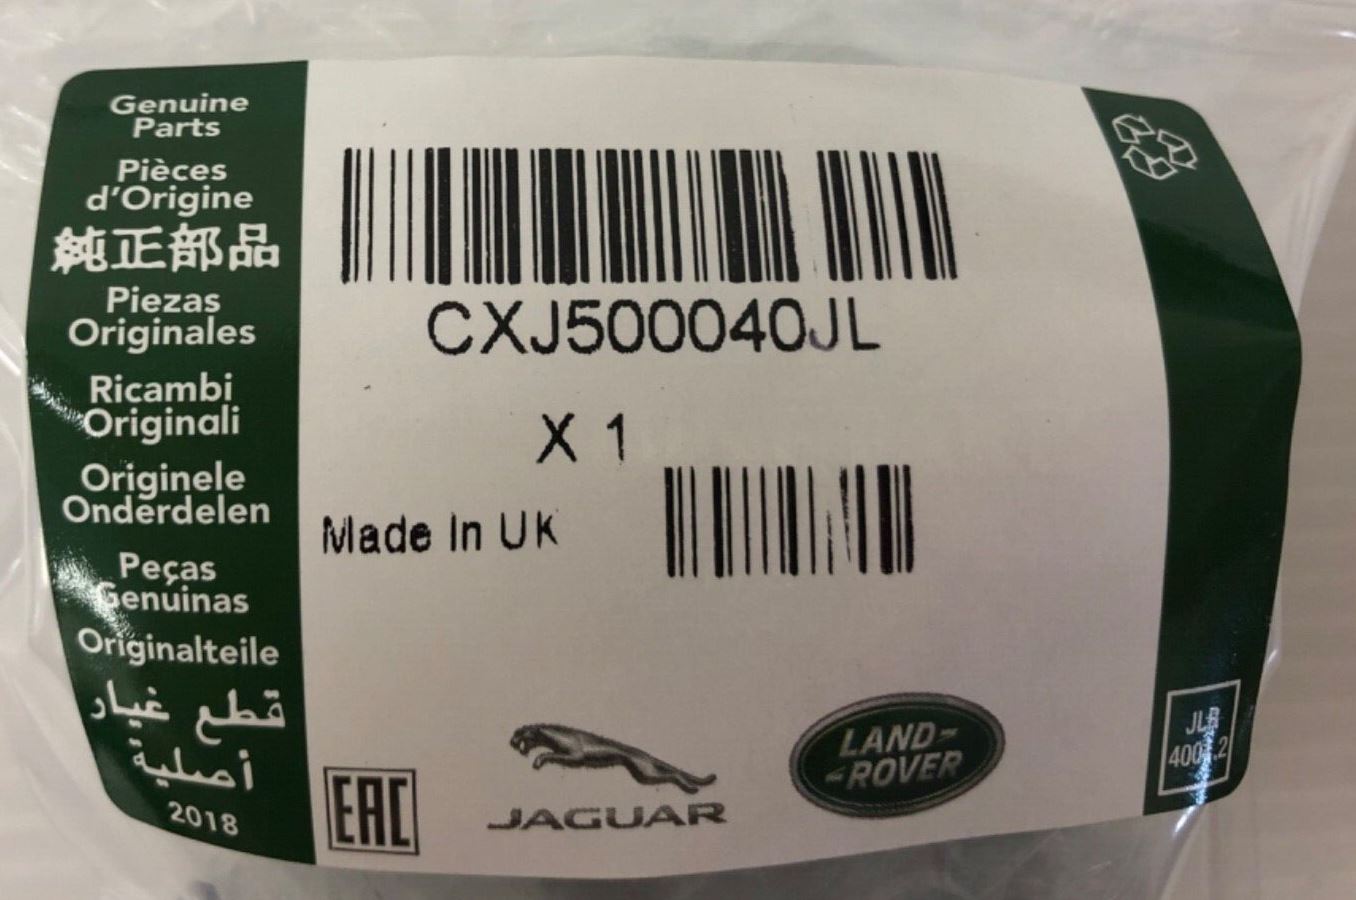 Genuine
Parts
Pièces
d'Origine
純正部品
Piezas
Originales
Ricambi
Originali
Originele
Onderdelen
Peças
Genuinas
Originalteile
قطع غيار
أصلية
2018
CXJ500040JL
X 1
Made In UK
EAC
JAGUAR
LAND-
-ROVER